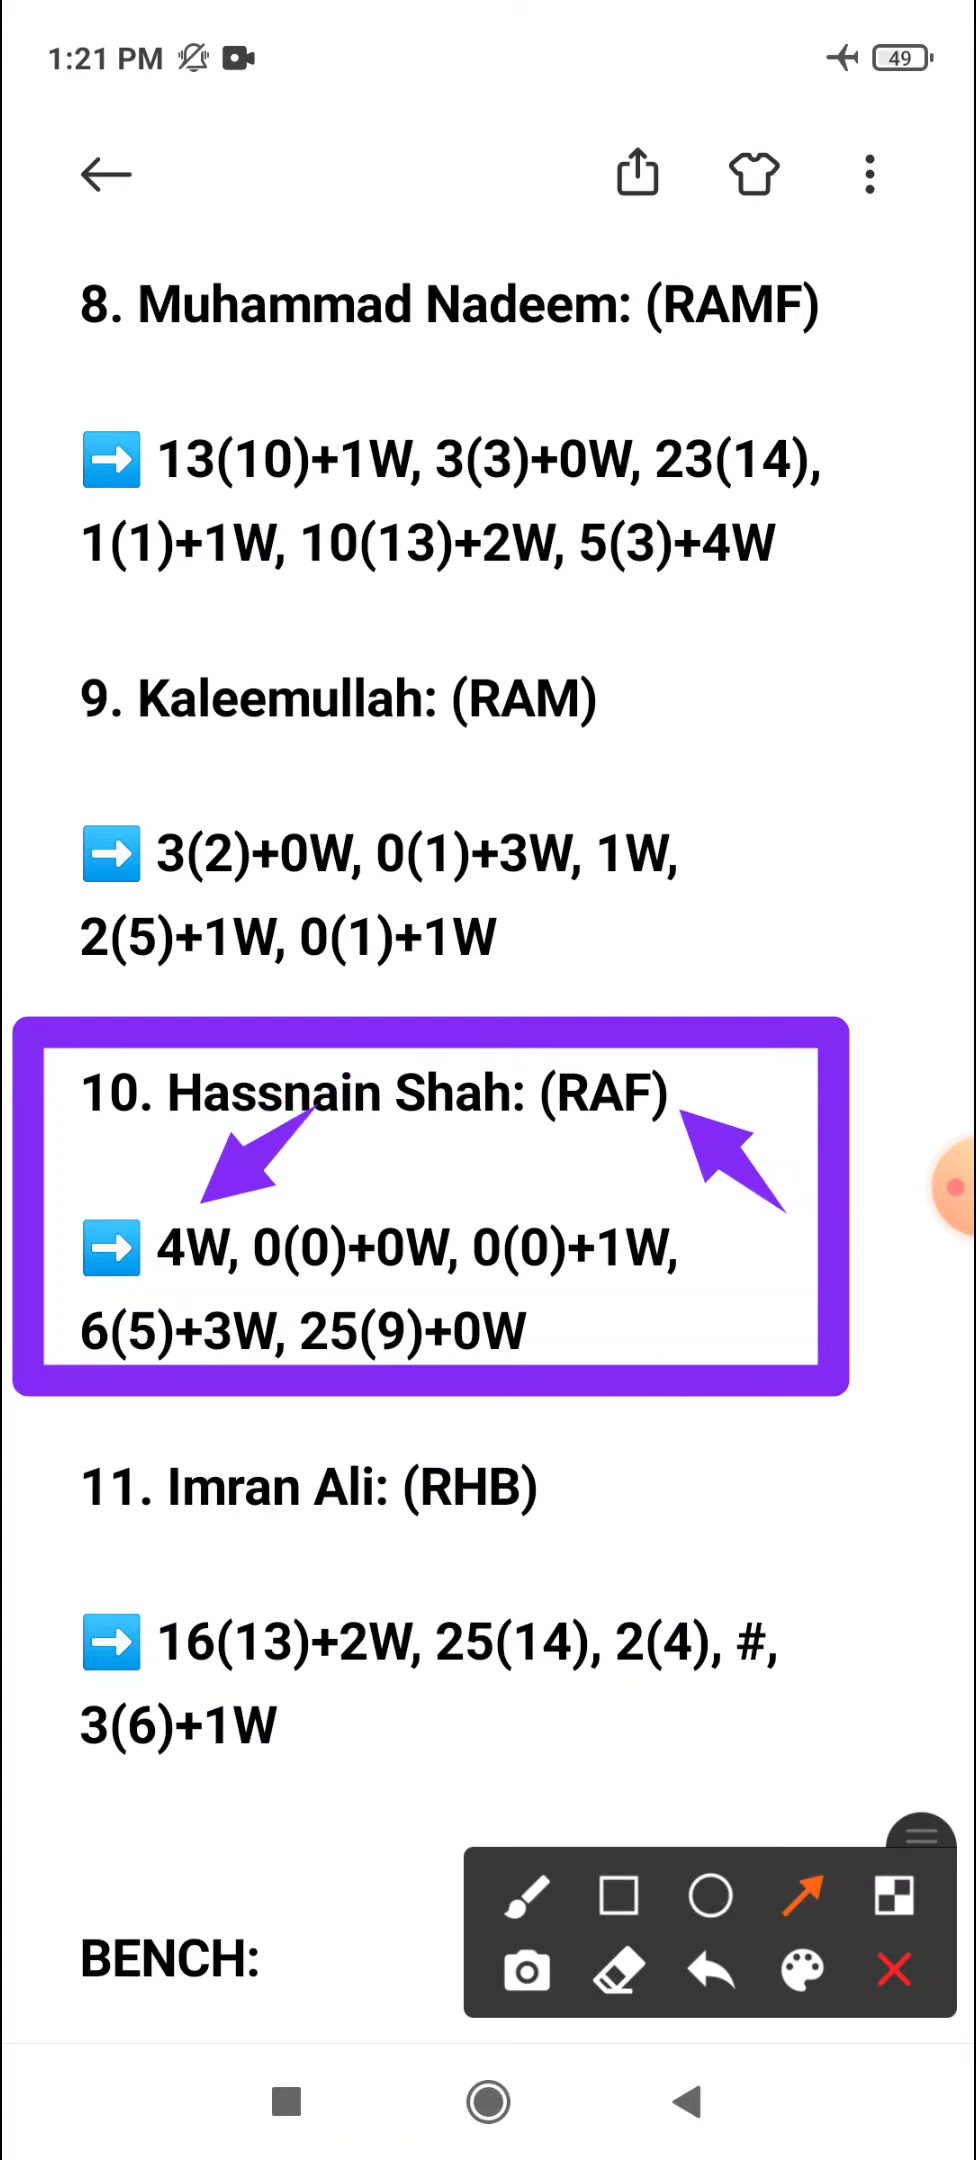 1:21 PM
49
8. Muhammad Nadeem: (RAMF)
➡️ 13(10)+1W, 3(3)+0W, 23(14),
1(1)+1W, 10(13)+2W, 5(3)+4W
9. Kaleemullah: (RAM)
➡️ 3(2)+0W, 0(1)+3W, 1W,
2(5)+1W, 0(1)+1W
10. Hassnain Shah: (RAF)
➡️ 4W, 0(0)+0W, 0(0)+1W,
6(5)+3W, 25(9)+0W
11. Imran Ali: (RHB)
➡️ 16(13)+2W, 25(14), 2(4), #,
3(6)+1W
BENCH: